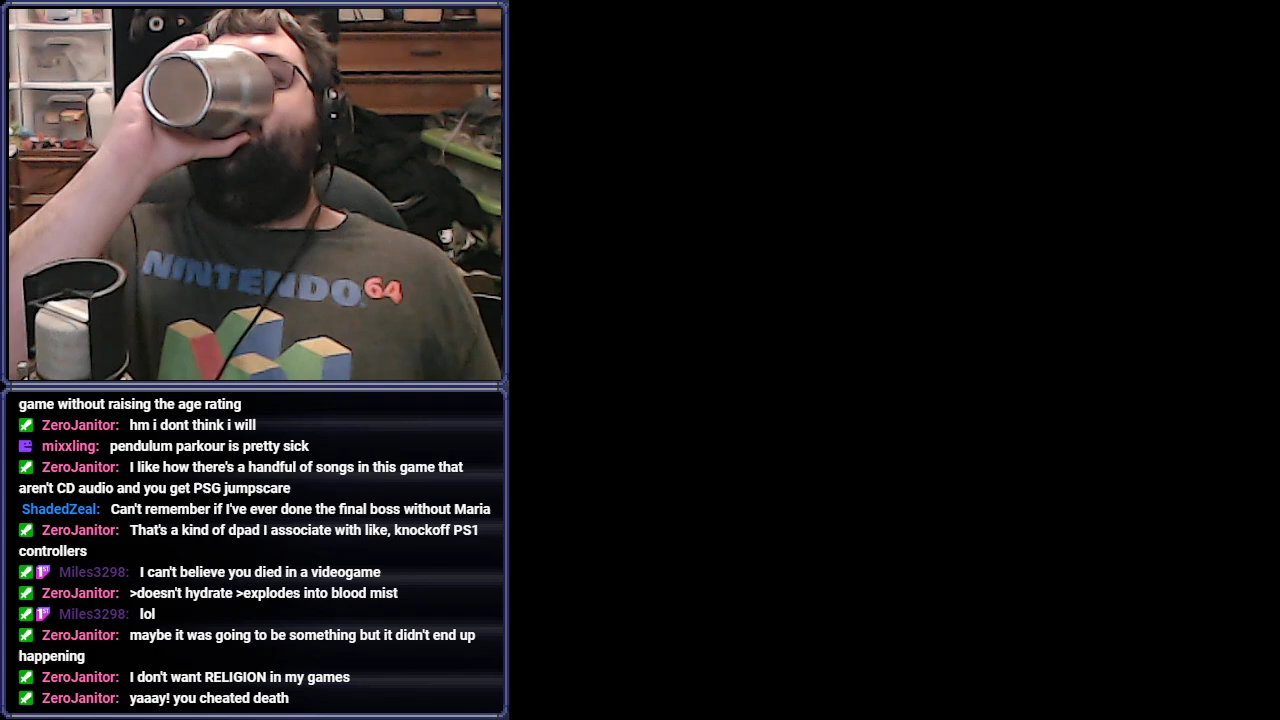 NINTENDO 64
game without raising the age rating
ZeroJanitor: hm i dont think i will
mixxling: pendulum parkour is pretty sick
ZeroJanitor: I like how there's a handful of songs in this game that
aren't CD audio and you get PSG jumpscare
ShadedZeal: Can't remember if I've ever done the final boss without Maria
ZeroJanitor: That's a kind of dpad I associate with like, knockoff PS1
controllers
1ST Miles3298: I can't believe you died in a videogame
ZeroJanitor: >doesn't hydrate >explodes into blood mist
1ST Miles3298: lol
ZeroJanitor: maybe it was going to be something but it didn't end up
happening
ZeroJanitor: I don't want RELIGION in my games
ZeroJanitor: yaaay! you cheated death